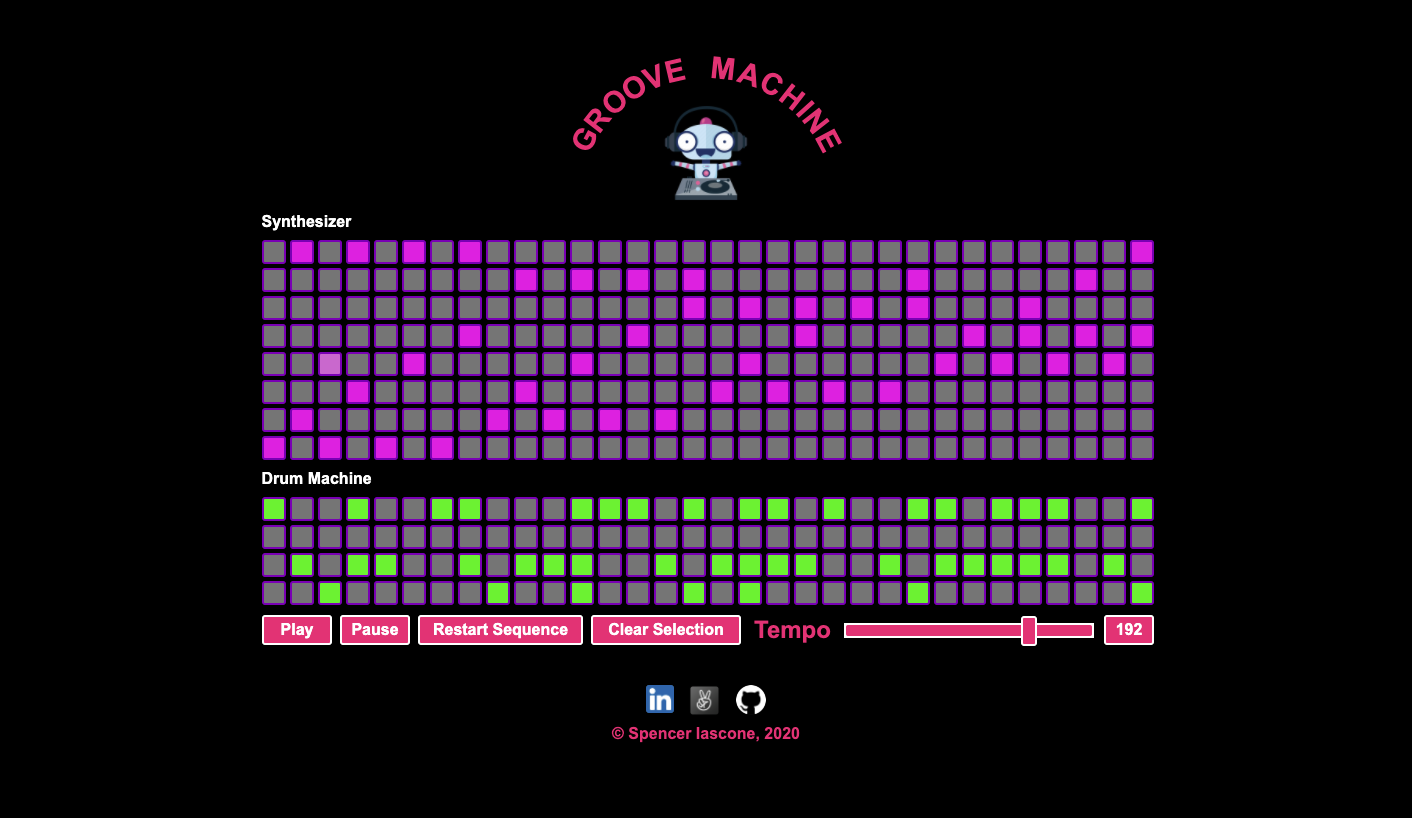 GROOVE MACHINE
Synthesizer
Drum Machine
Play Pause Restart Sequence Clear Selection Tempo 192
in
© Spencer Iascone, 2020